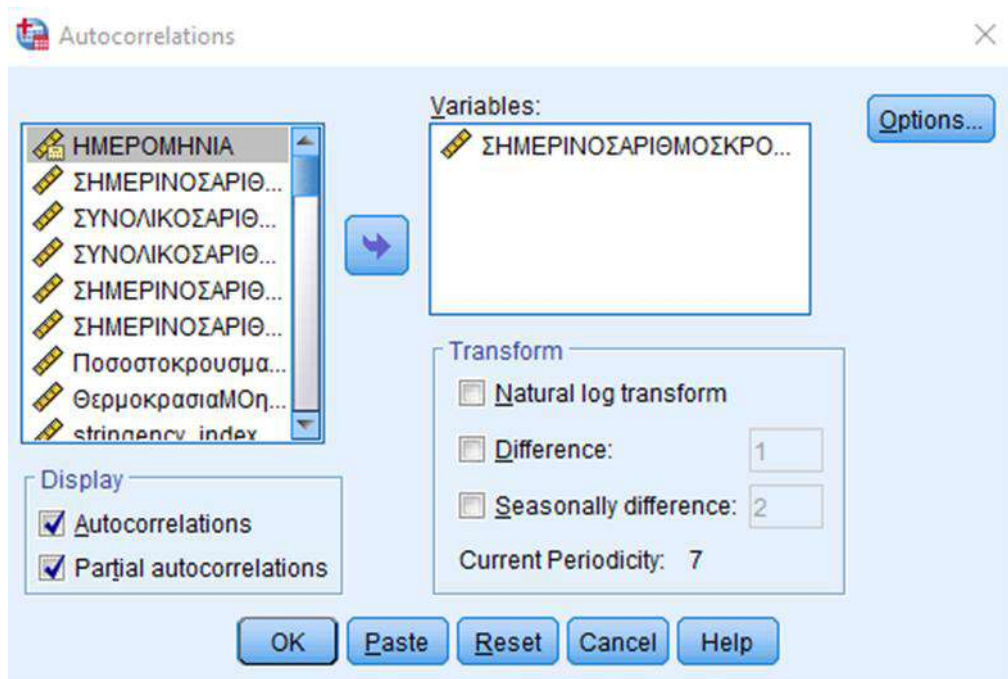 Autocorrelations
Variables:
Options...
ΗΜΕΡΟΜΗΝΙΑ
ΣΗΜΕΡΙΝΟΣΑΡΙΘ...
ΣΥΝΟΛΙΚΟΣΑΡΙΘ...
ΣΥΝΟΛΙΚΟΣΑΡΙΘ...
ΣΗΜΕΡΙΝΟΣΑΡΙΘ...
ΣΗΜΕΡΙΝΟΣΑΡΙΘ...
Ποσοστοκρουσμα...
ΘερμοκρασιαΜΟη...
stringency_index
ΣΗΜΕΡΙΝΟΣΑΡΙΘΜΟΣΚΡΟ...
Transform
Natural log transform
Difference: 1
Seasonally difference: 2
Current Periodicity: 7
Display
Autocorrelations
Partial autocorrelations
OK Paste Reset Cancel Help